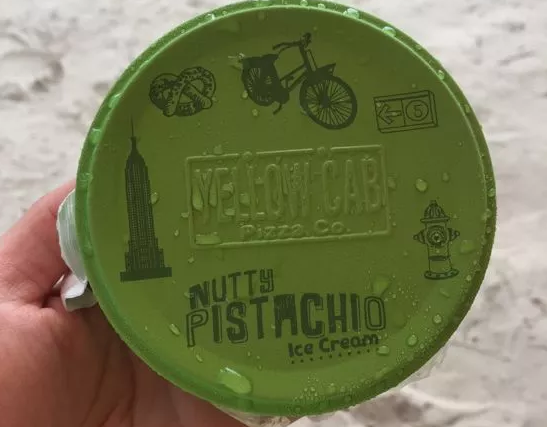 5
YELLOW CAB
Pizza Co.
NUTTY
PISTACHIO
Ice Cream